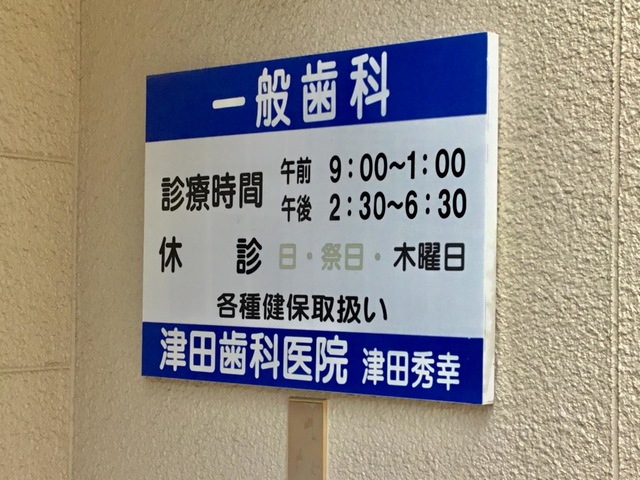 一般歯科
診療時間 午前 9:00~1:00
午後 2:30~6:30
休 診 日・祭日・木曜日
各種健保取扱い
津田歯科医院 津田秀幸